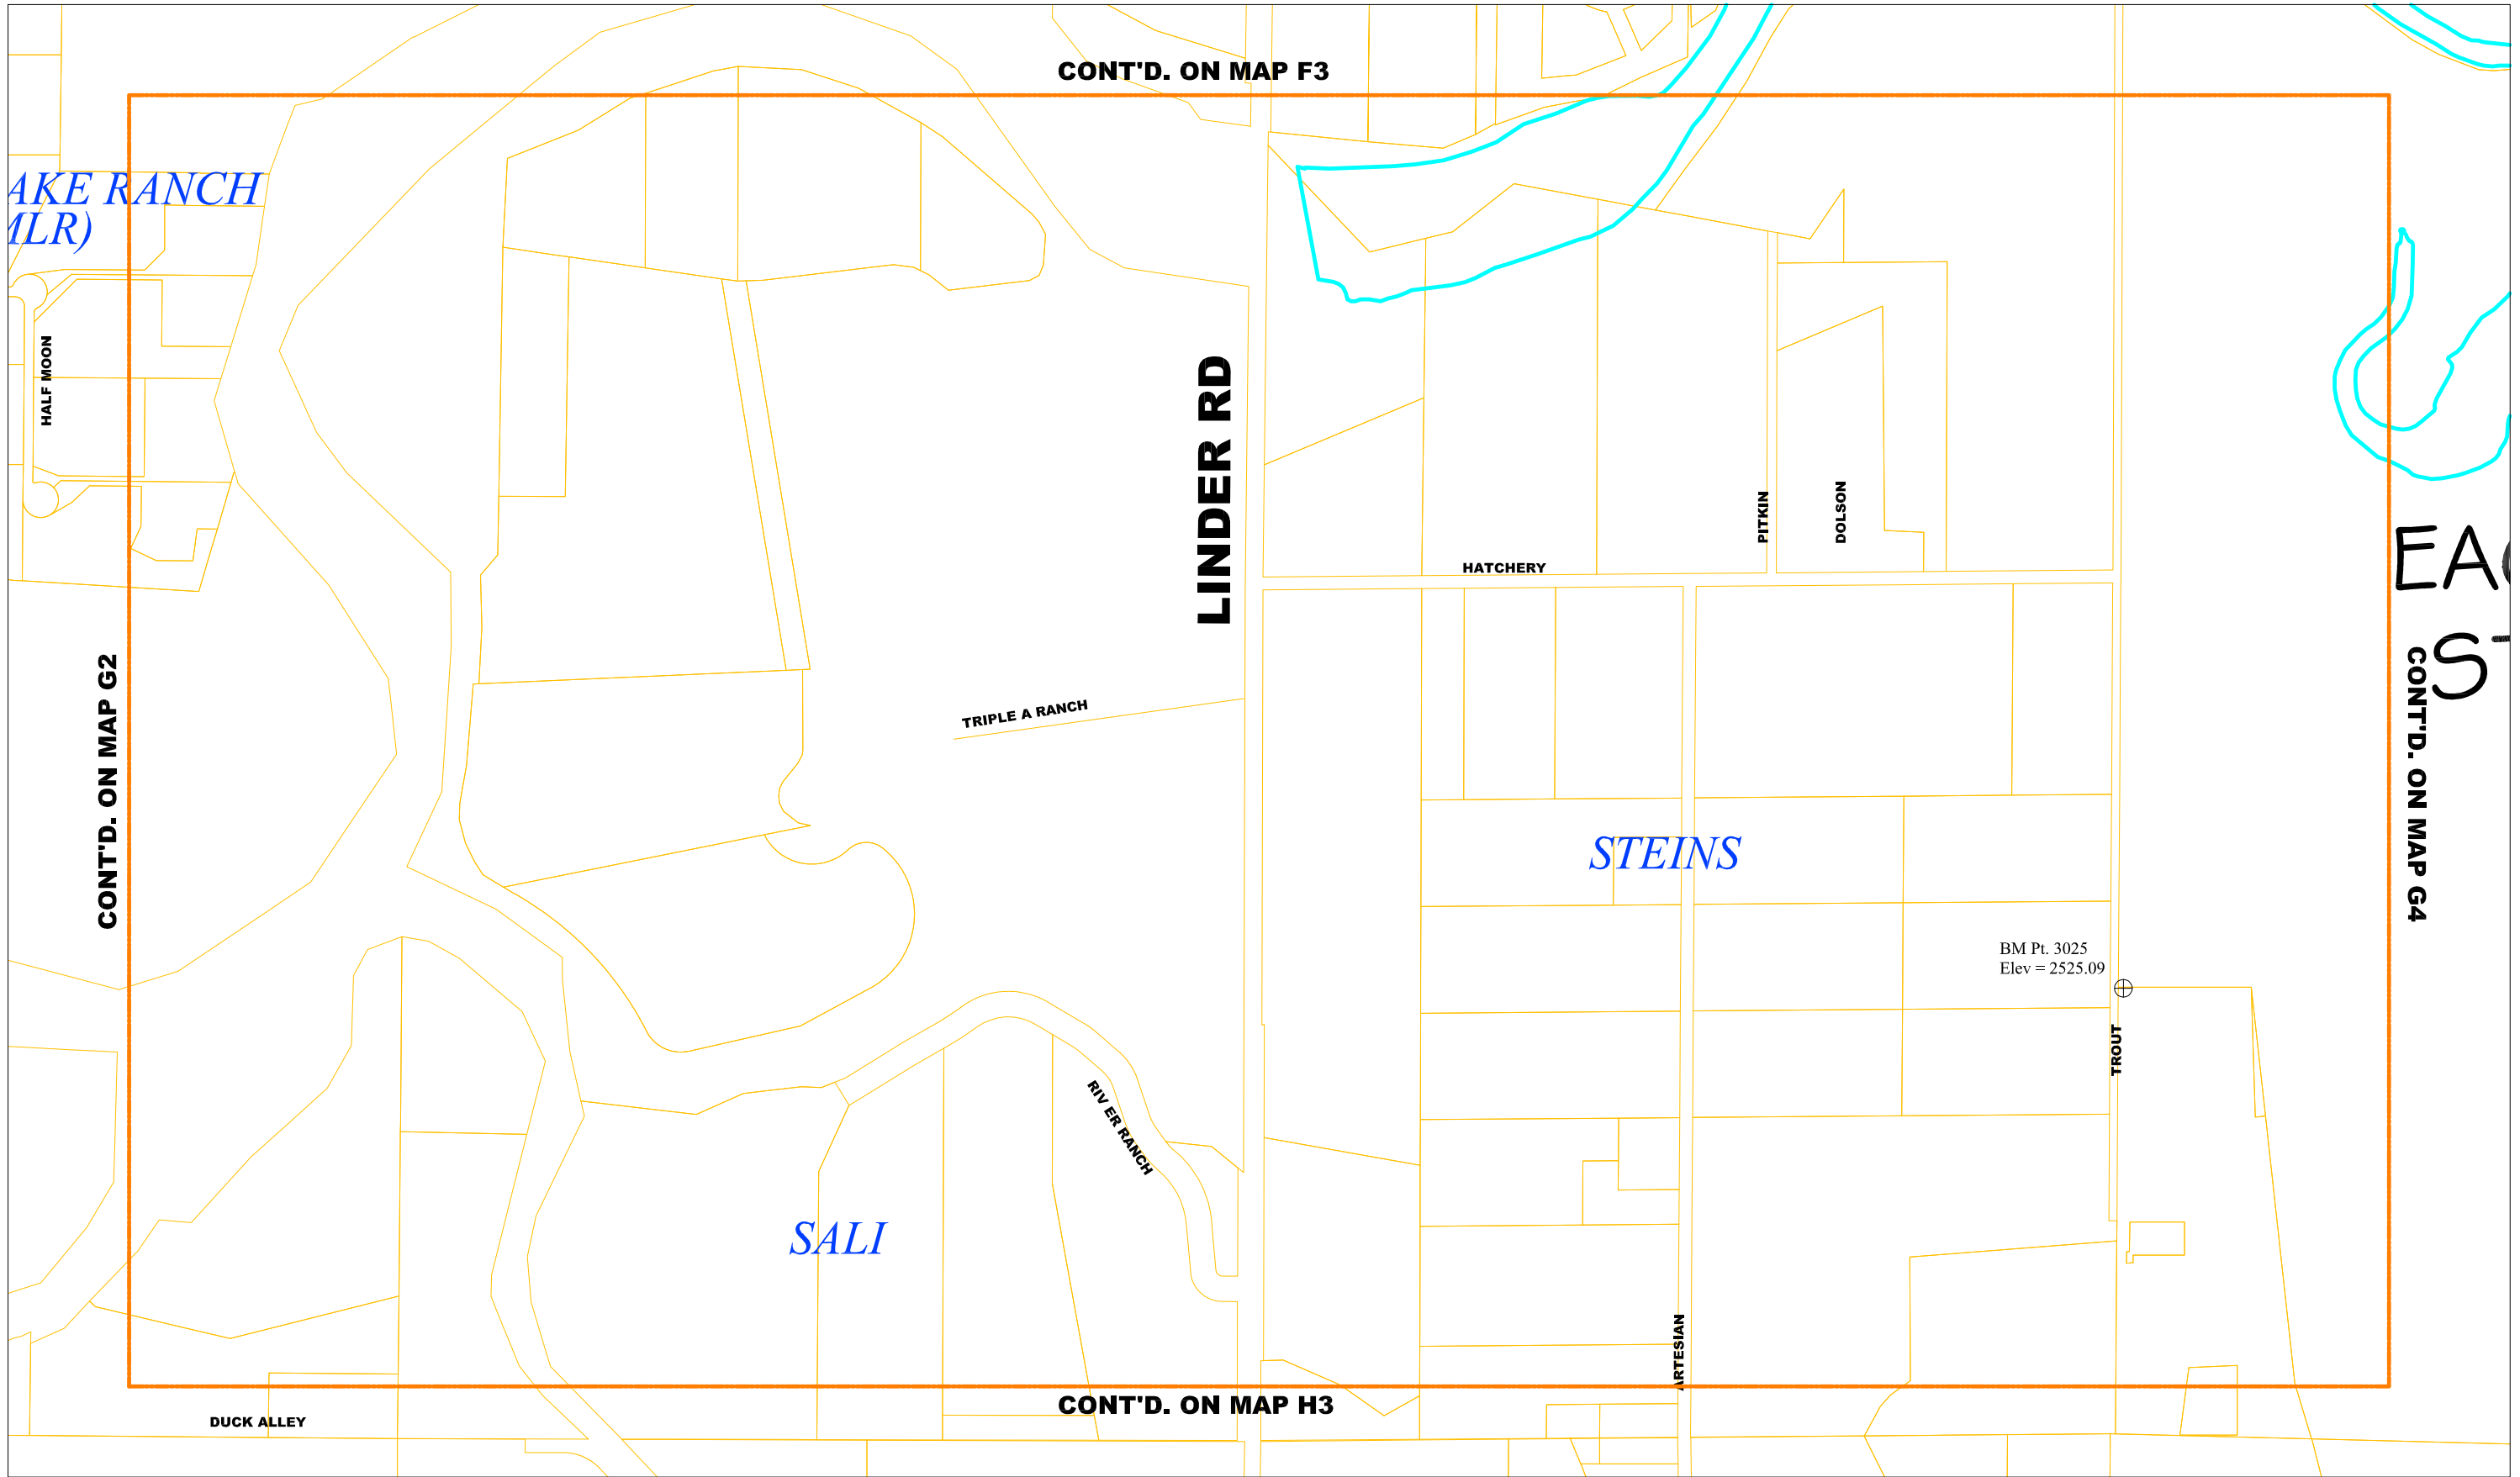 CONT'D. ON MAP F3
AKE RANCH
MLR)
HALF MOON
LINDER RD
PITKIN
DOLSON
HATCHERY
EA
ST
CONT'D. ON MAP G2
CONT'D. ON MAP G4
TRIPLE A RANCH
STEINS
BM Pt. 3025
Elev = 2525.09
TROUT
RIV ER RANCH
SALI
ARTESIAN
CONT'D. ON MAP H3
DUCK ALLEY